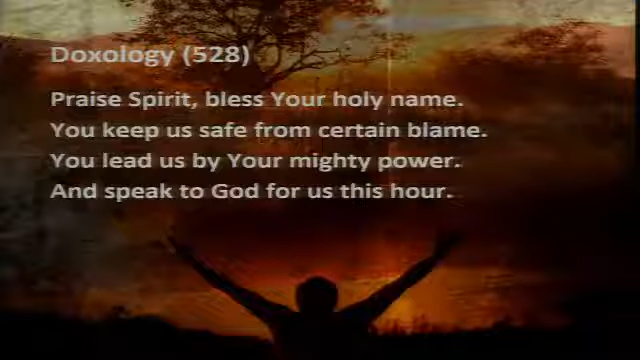 Doxology (528)
Praise Spirit, bless Your holy name.
You keep us safe from certain blame.
You lead us by Your mighty power.
And speak to God for us this hour.